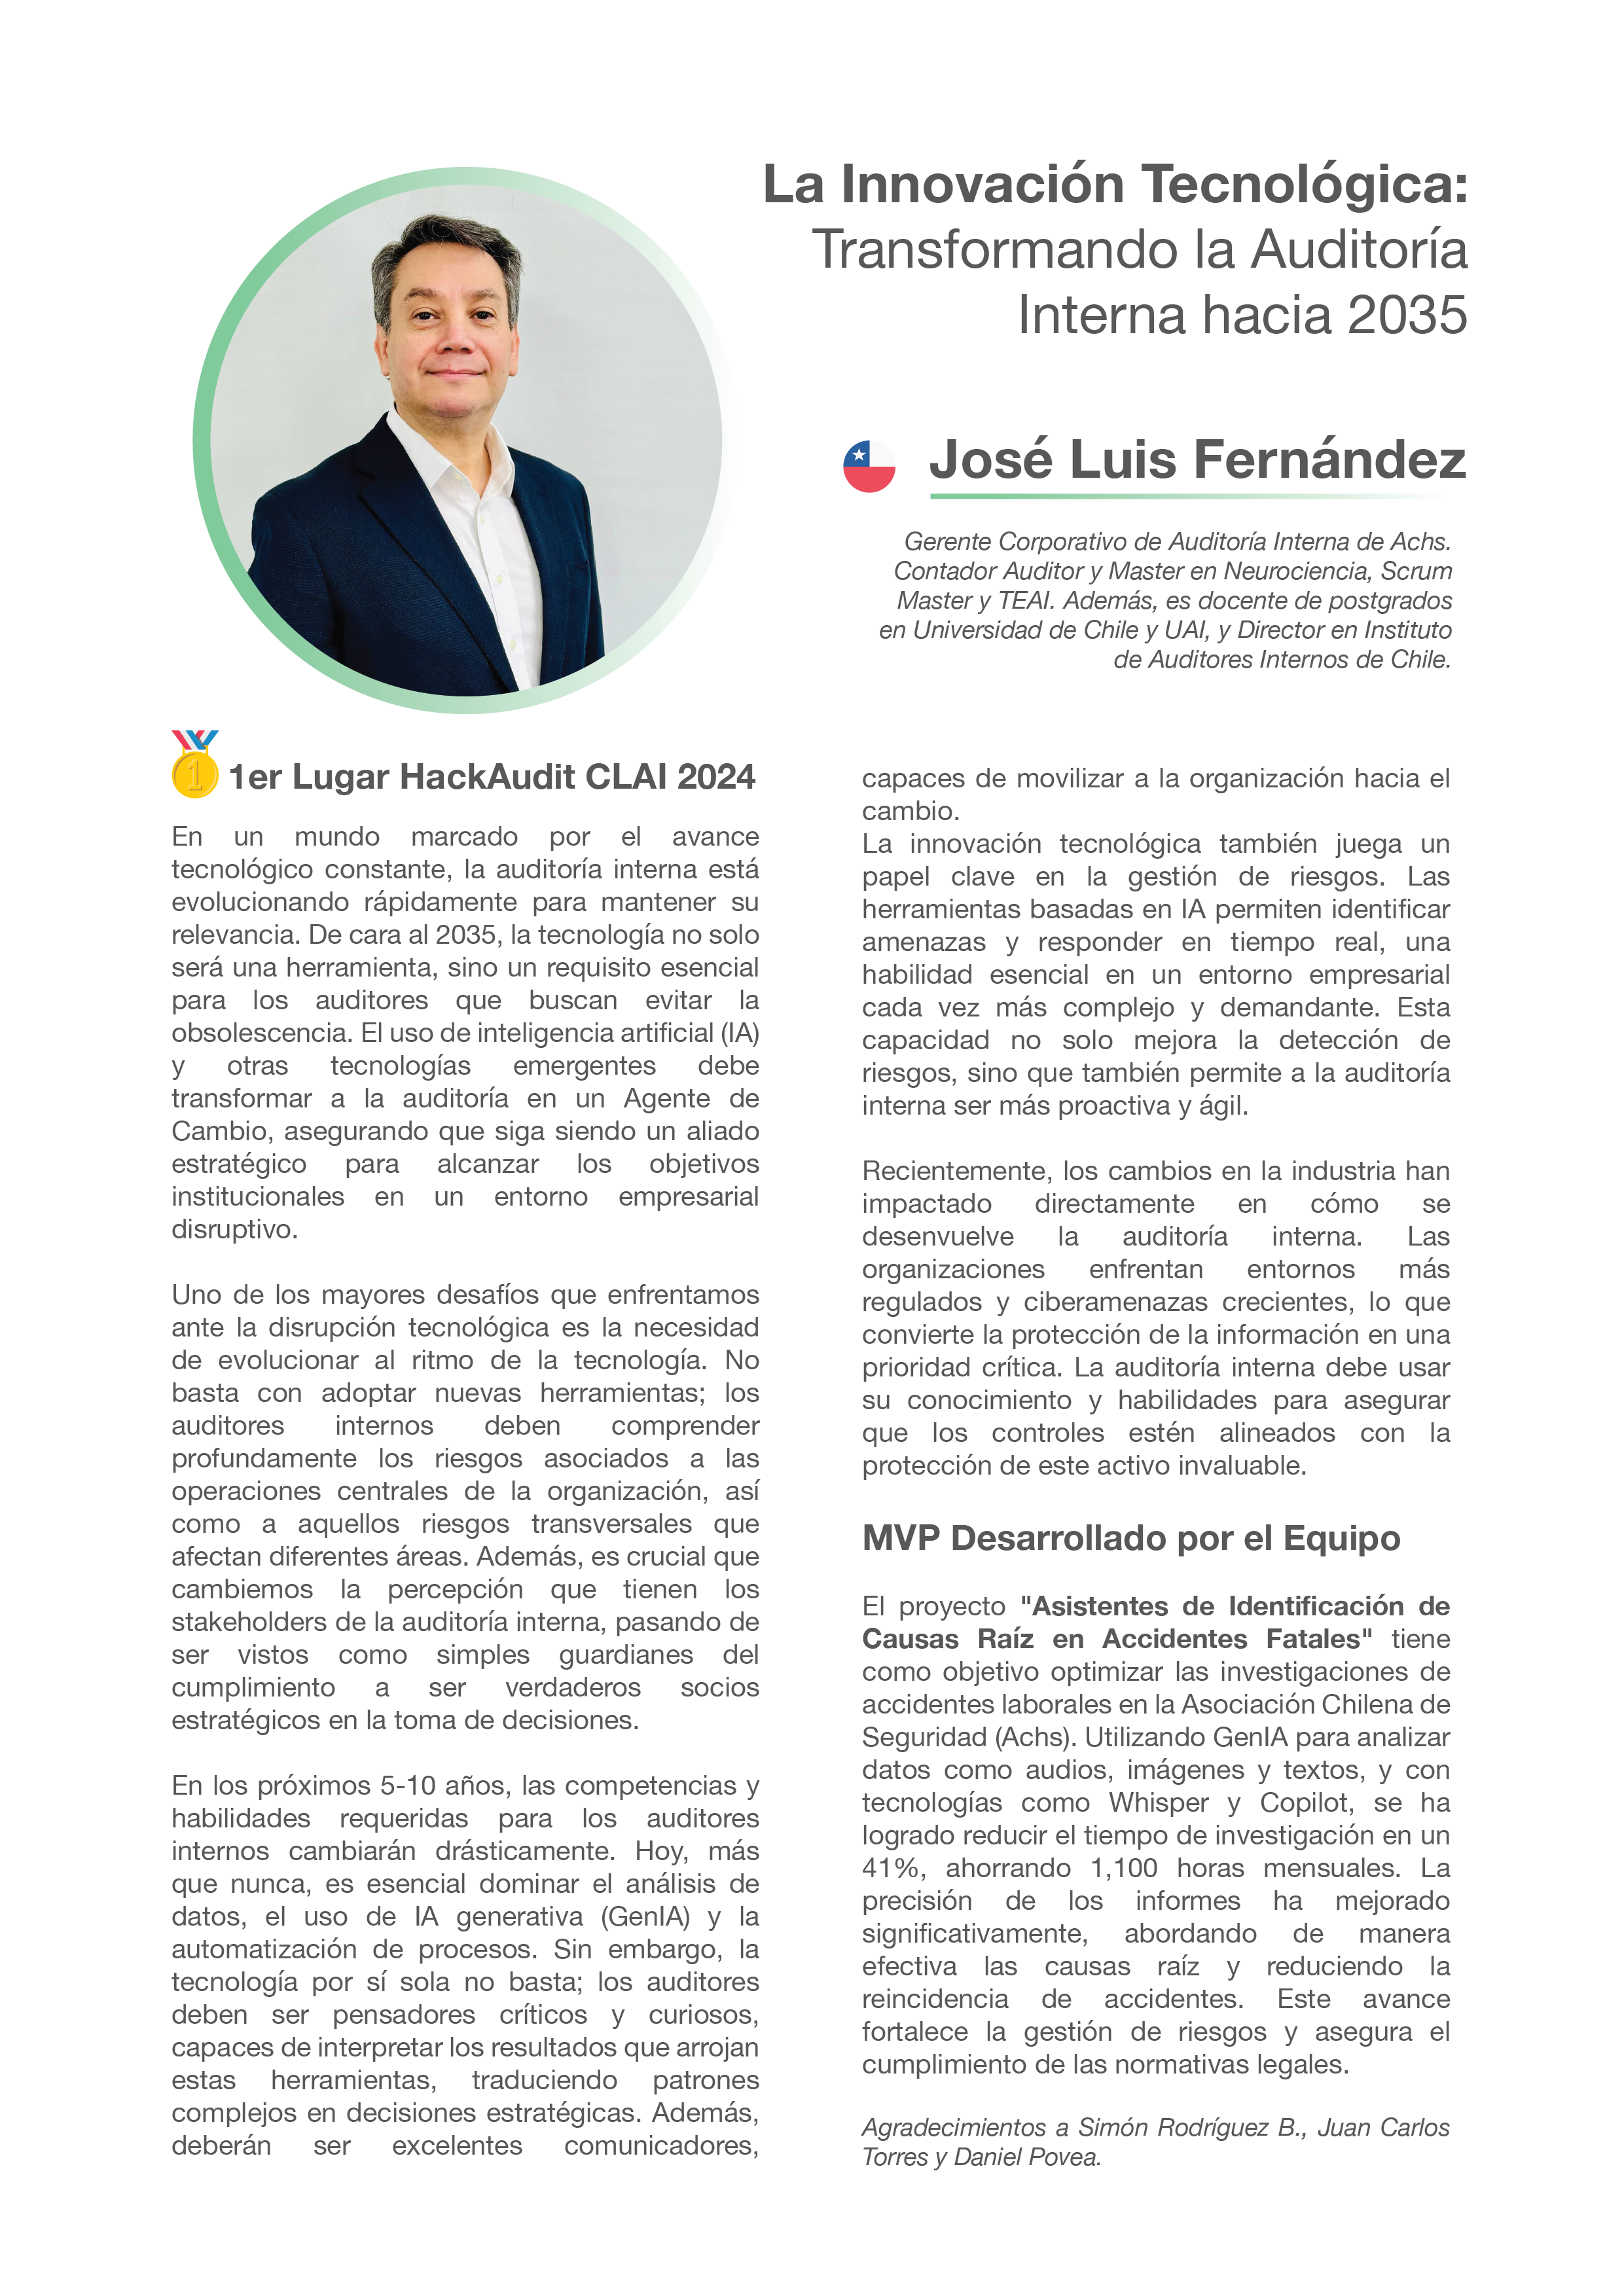 La Innovación Tecnológica:
Transformando la Auditoría
Interna hacia 2035
José Luis Fernández
Gerente Corporativo de Auditoría Interna de Achs.
Contador Auditor y Master en Neurociencia, Scrum
Master y TEAI. Además, es docente de postgrados
en Universidad de Chile y UAI, y Director en Instituto
de Auditores Internos de Chile.
1
1er Lugar HackAudit CLAI 2024
En un mundo marcado por el avance
tecnológico constante, la auditoría interna está
evolucionando rápidamente para mantener su
relevancia. De cara al 2035, la tecnología no solo
será una herramienta, sino un requisito esencial
para los auditores que buscan evitar la
obsolescencia. El uso de inteligencia artificial (IA)
y otras tecnologías emergentes debe
transformar a la auditoría en un Agente de
Cambio, asegurando que siga siendo un aliado
estratégico para alcanzar los objetivos
institucionales en un entorno empresarial
disruptivo.
Uno de los mayores desafíos que enfrentamos
ante la disrupción tecnológica es la necesidad
de evolucionar al ritmo de la tecnología. No
basta con adoptar nuevas herramientas; los
auditores internos deben comprender
profundamente los riesgos asociados a las
operaciones centrales de la organización, así
como a aquellos riesgos transversales que
afectan diferentes áreas. Además, es crucial que
cambiemos la percepción que tienen los
stakeholders de la auditoría interna, pasando de
ser vistos como simples guardianes del
cumplimiento a ser verdaderos socios
estratégicos en la toma de decisiones.
En los próximos 5-10 años, las competencias y
habilidades requeridas para los auditores
internos cambiarán drásticamente. Hoy, más
que nunca, es esencial dominar el análisis de
datos, el uso de IA generativa (GenIA) y la
automatización de procesos. Sin embargo, la
tecnología por sí sola no basta; los auditores
deben ser pensadores críticos y curiosos,
capaces de interpretar los resultados que arrojan
estas herramientas, traduciendo patrones
complejos en decisiones estratégicas. Además,
deberán ser excelentes comunicadores,
capaces de movilizar a la organización hacia el
cambio.
La innovación tecnológica también juega un
papel clave en la gestión de riesgos. Las
herramientas basadas en IA permiten identificar
amenazas y responder en tiempo real, una
habilidad esencial en un entorno empresarial
cada vez más complejo y demandante. Esta
capacidad no solo mejora la detección de
riesgos, sino que también permite a la auditoría
interna ser más proactiva y ágil.
Recientemente, los cambios en la industria han
impactado directamente en cómo se
desenvuelve la auditoría interna. Las
organizaciones enfrentan entornos más
regulados y ciberamenazas crecientes, lo que
convierte la protección de la información en una
prioridad crítica. La auditoría interna debe usar
su conocimiento y habilidades para asegurar
que los controles estén alineados con la
protección de este activo invaluable.
MVP Desarrollado por el Equipo
El proyecto "Asistentes de Identificación de
Causas Raíz en Accidentes Fatales" tiene
como objetivo optimizar las investigaciones de
accidentes laborales en la Asociación Chilena de
Seguridad (Achs). Utilizando GenIA para analizar
datos como audios, imágenes y textos, y con
tecnologías como Whisper y Copilot, se ha
logrado reducir el tiempo de investigación en un
41%, ahorrando 1,100 horas mensuales. La
precisión de los informes ha mejorado
significativamente, abordando de manera
efectiva las causas raíz y reduciendo la
reincidencia de accidentes. Este avance
fortalece la gestión de riesgos y asegura el
cumplimiento de las normativas legales.
Agradecimientos a Simón Rodríguez B., Juan Carlos
Torres y Daniel Povea.